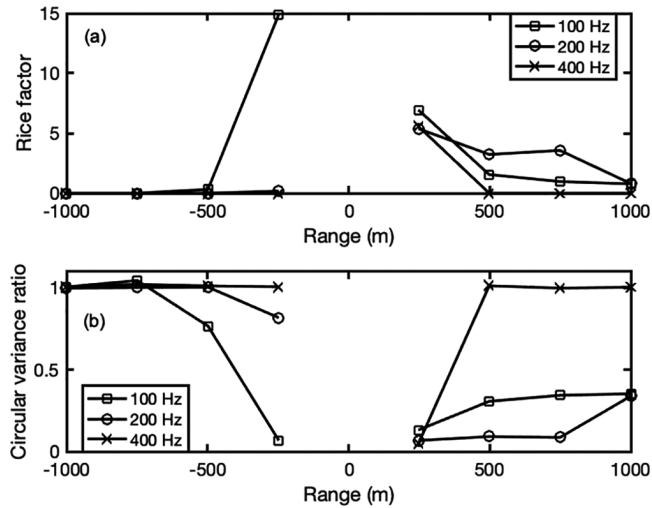 (a)
Rice factor
15
10
5
0
100 Hz
200 Hz
400 Hz
-1000 -500 0 500 1000
Range (m)
(b)
Circular variance ratio
1
0.5
0
100 Hz
200 Hz
400 Hz
-1000 -500 0 500 1000
Range (m)